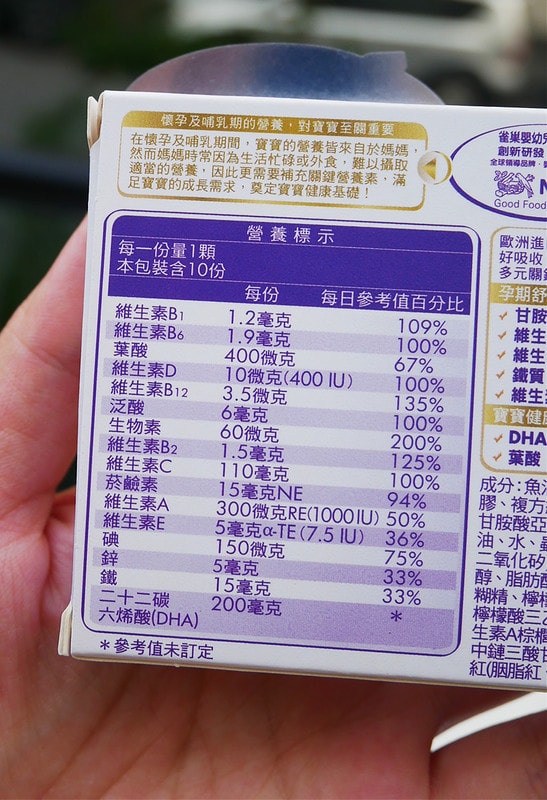 懷孕及哺乳期的營養，對寶寶至關重要
在懷孕及哺乳期間，寶寶的營養皆來自於媽媽，
然而媽媽時常因為生活忙碌或外食，難以攝取
適當的營養，因此更需要補充關鍵營養素，滿
足寶寶的成長需求，奠定寶寶健康基礎！
雀巢嬰幼兒
創新研發
全球領導品牌
N
Good Food
營養標示
每一份量1顆
本包裝含10份
每份 每日參考值百分比
維生素B1 1.2毫克 109%
維生素B6 1.9毫克 100%
葉酸 400微克 67%
維生素D 10微克(400 IU) 100%
維生素B12 3.5微克 135%
泛酸 6毫克 100%
生物素 60微克 200%
維生素B2 1.5毫克 125%
維生素C 110毫克 100%
菸鹼素 15毫克NE 94%
維生素A 300微克RE(1000 IU) 50%
維生素E 5毫克α-TE (7.5 IU) 36%
碘 150微克 75%
鋅 5毫克 33%
鐵 15毫克 33%
二十二碳 200毫克 *
六烯酸(DHA)
*參考值未訂定
歐洲進
好吸收
多元關
孕期舒
甘胺
維生
維生
鐵質
維生
寶寶健康
DHA
葉酸
成分：魚油
膠、複方
甘胺酸亞
油、水、
二氧化矽
醇、脂肪酸
糊精、檸檬
檸檬酸三
生素A棕櫚
中鏈三酸甘
紅(胭脂紅